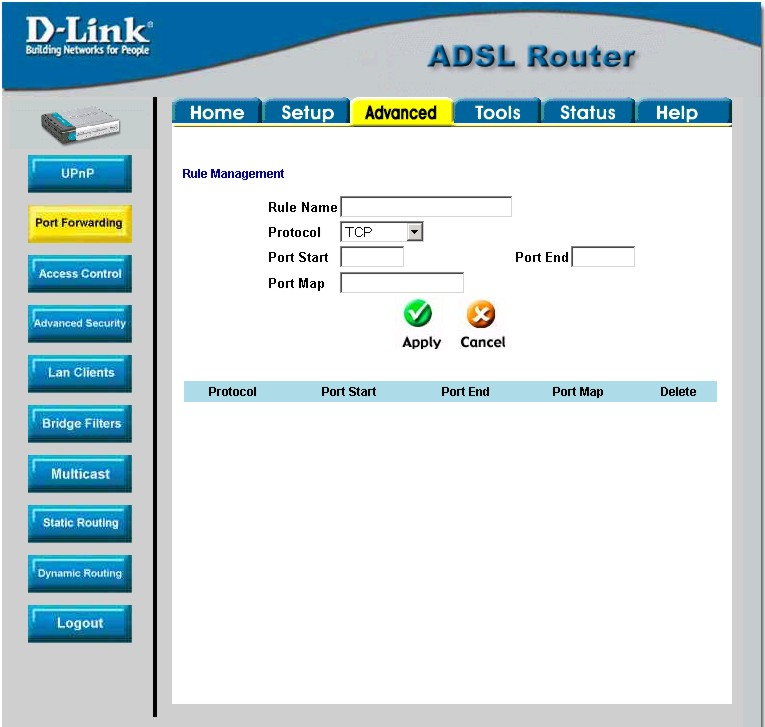 D-Link®
Building Networks for People
ADSL Router
Home Setup Advanced Tools Status Help
UPnP
Port Forwarding
Access Control
Advanced Security
Lan Clients
Bridge Filters
Multicast
Static Routing
Dynamic Routing
Logout
Rule Management
Rule Name
Protocol TCP
Port Start Port End
Port Map
Apply Cancel
Protocol Port Start Port End Port Map Delete